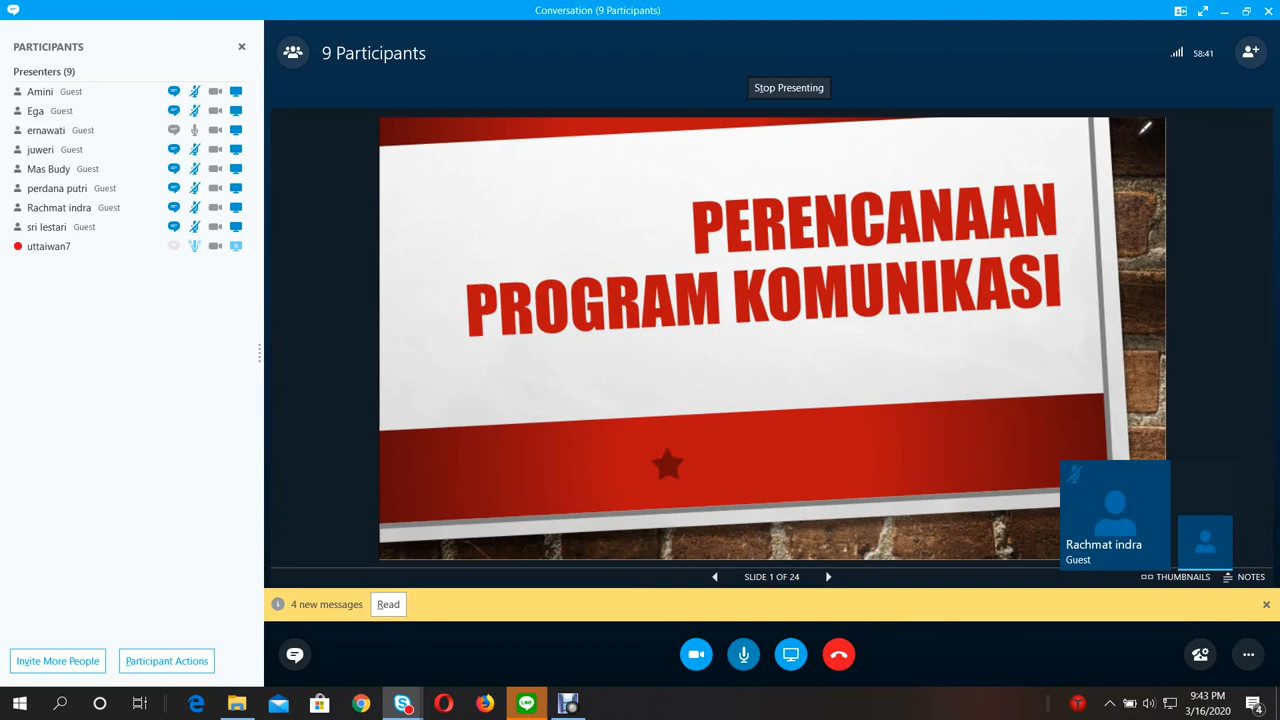 Conversation (9 Participants)
PARTICIPANTS
Presenters (9)
Amini Guest
Ega Guest
ernawati Guest
juweri Guest
Mas Budy Guest
perdana putri Guest
Rachmat indra Guest
sri lestari Guest
uttaiwan7
Invite More People
Participant Actions
9 Participants
58:41
Stop Presenting
PERENCANAAN
PROGRAM KOMUNIKASI
Rachmat indra
Guest
SLIDE 1 OF 24
THUMBNAILS
NOTES
4 new messages
Read
9:43 PM
3/16/2020
4